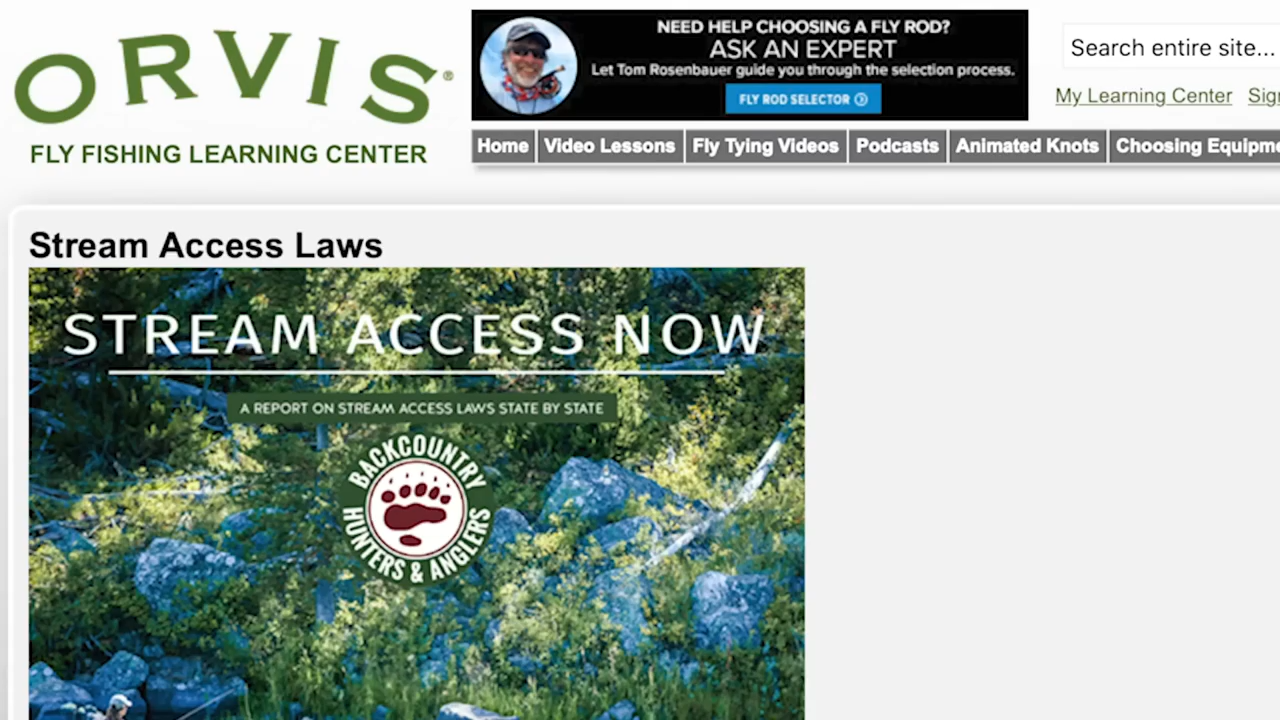 ORVIS®
FLY FISHING LEARNING CENTER
NEED HELP CHOOSING A FLY ROD?
ASK AN EXPERT
Let Tom Rosenbauer guide you through the selection process.
FLY ROD SELECTOR
Search entire site...
My Learning Center Sig
Home Video Lessons Fly Tying Videos Podcasts Animated Knots Choosing Equipme
Stream Access Laws
STREAM ACCESS NOW
A REPORT ON STREAM ACCESS LAWS STATE BY STATE
BACKCOUNTRY
HUNTERS & ANGLERS